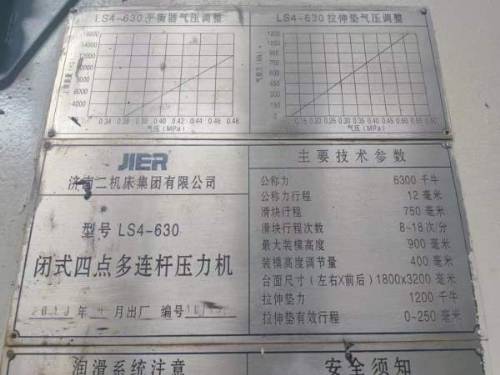 LS4-630平衡器气压调整
LS4-630拉伸垫气压调整
气压(MPa)
气压(MPa)
JIER
济南二机床集团有限公司
型号 LS4-630
闭式四点多连杆压力机
年 月出厂 编号
主要技术参数
公称力 6300 千牛
公称力行程 12 毫米
滑块行程 750 毫米
滑块行程次数 8-18次/分
最大装模高度 900 毫米
装模高度调节量 400 毫米
台面尺寸(左右X前后)1800x3200 毫米
拉伸垫力 1200 千牛
拉伸垫有效行程 0-250 毫米
润滑系统注意
安全须知